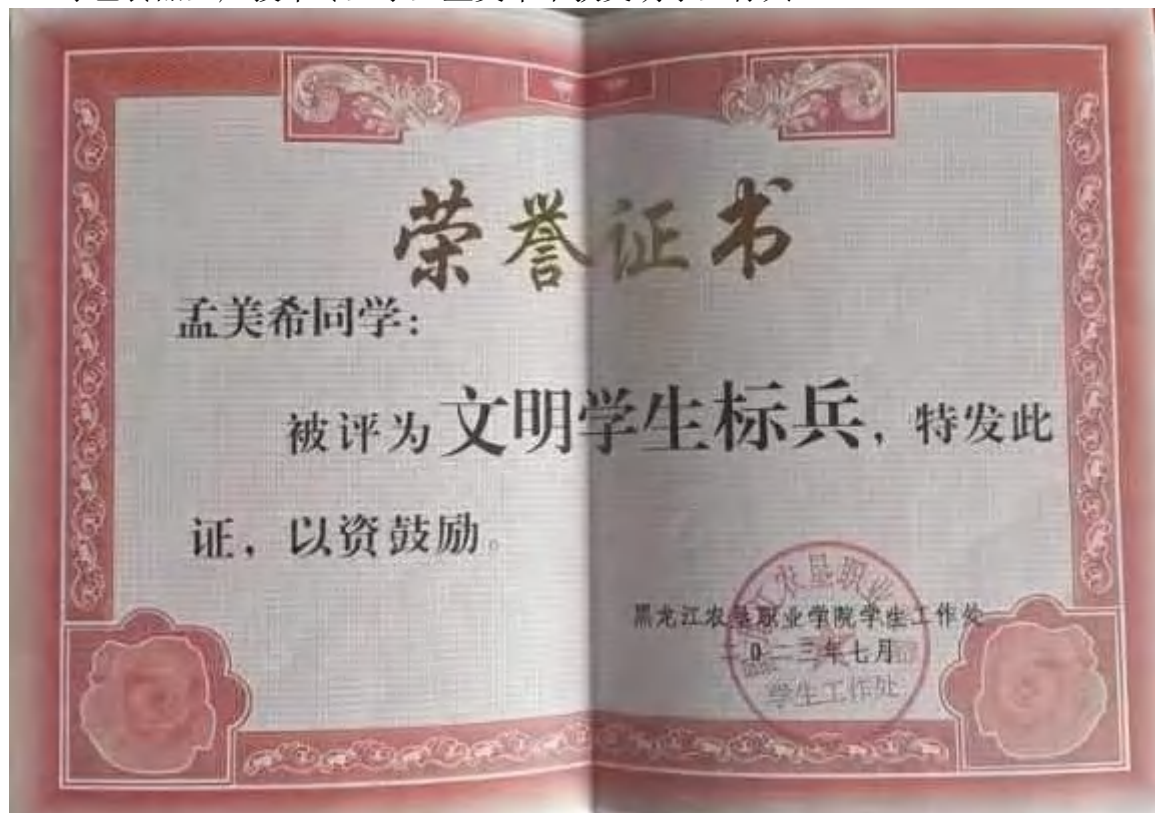 荣誉证书
孟美希同学：
被评为文明学生标兵，特发此
证，以资鼓励。
黑龙江农垦职业学院学生工作处
二0二三年七月
学生工作处